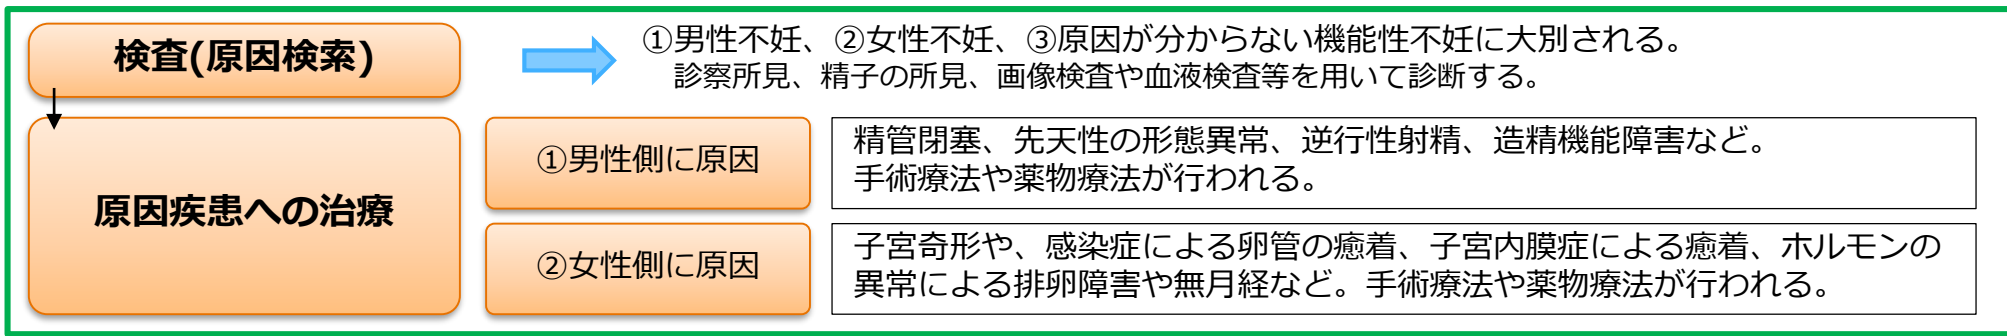 検査(原因検索)
①男性不妊、②女性不妊、③原因が分からない機能性不妊に大別される。
診察所見、精子の所見、画像検査や血液検査等を用いて診断する。
原因疾患への治療
①男性側に原因
精管閉塞、先天性の形態異常、逆行性射精、造精機能障害など。
手術療法や薬物療法が行われる。
②女性側に原因
子宮奇形や、感染症による卵管の癒着、子宮内膜症による癒着、ホルモンの
異常による排卵障害や無月経など。手術療法や薬物療法が行われる。